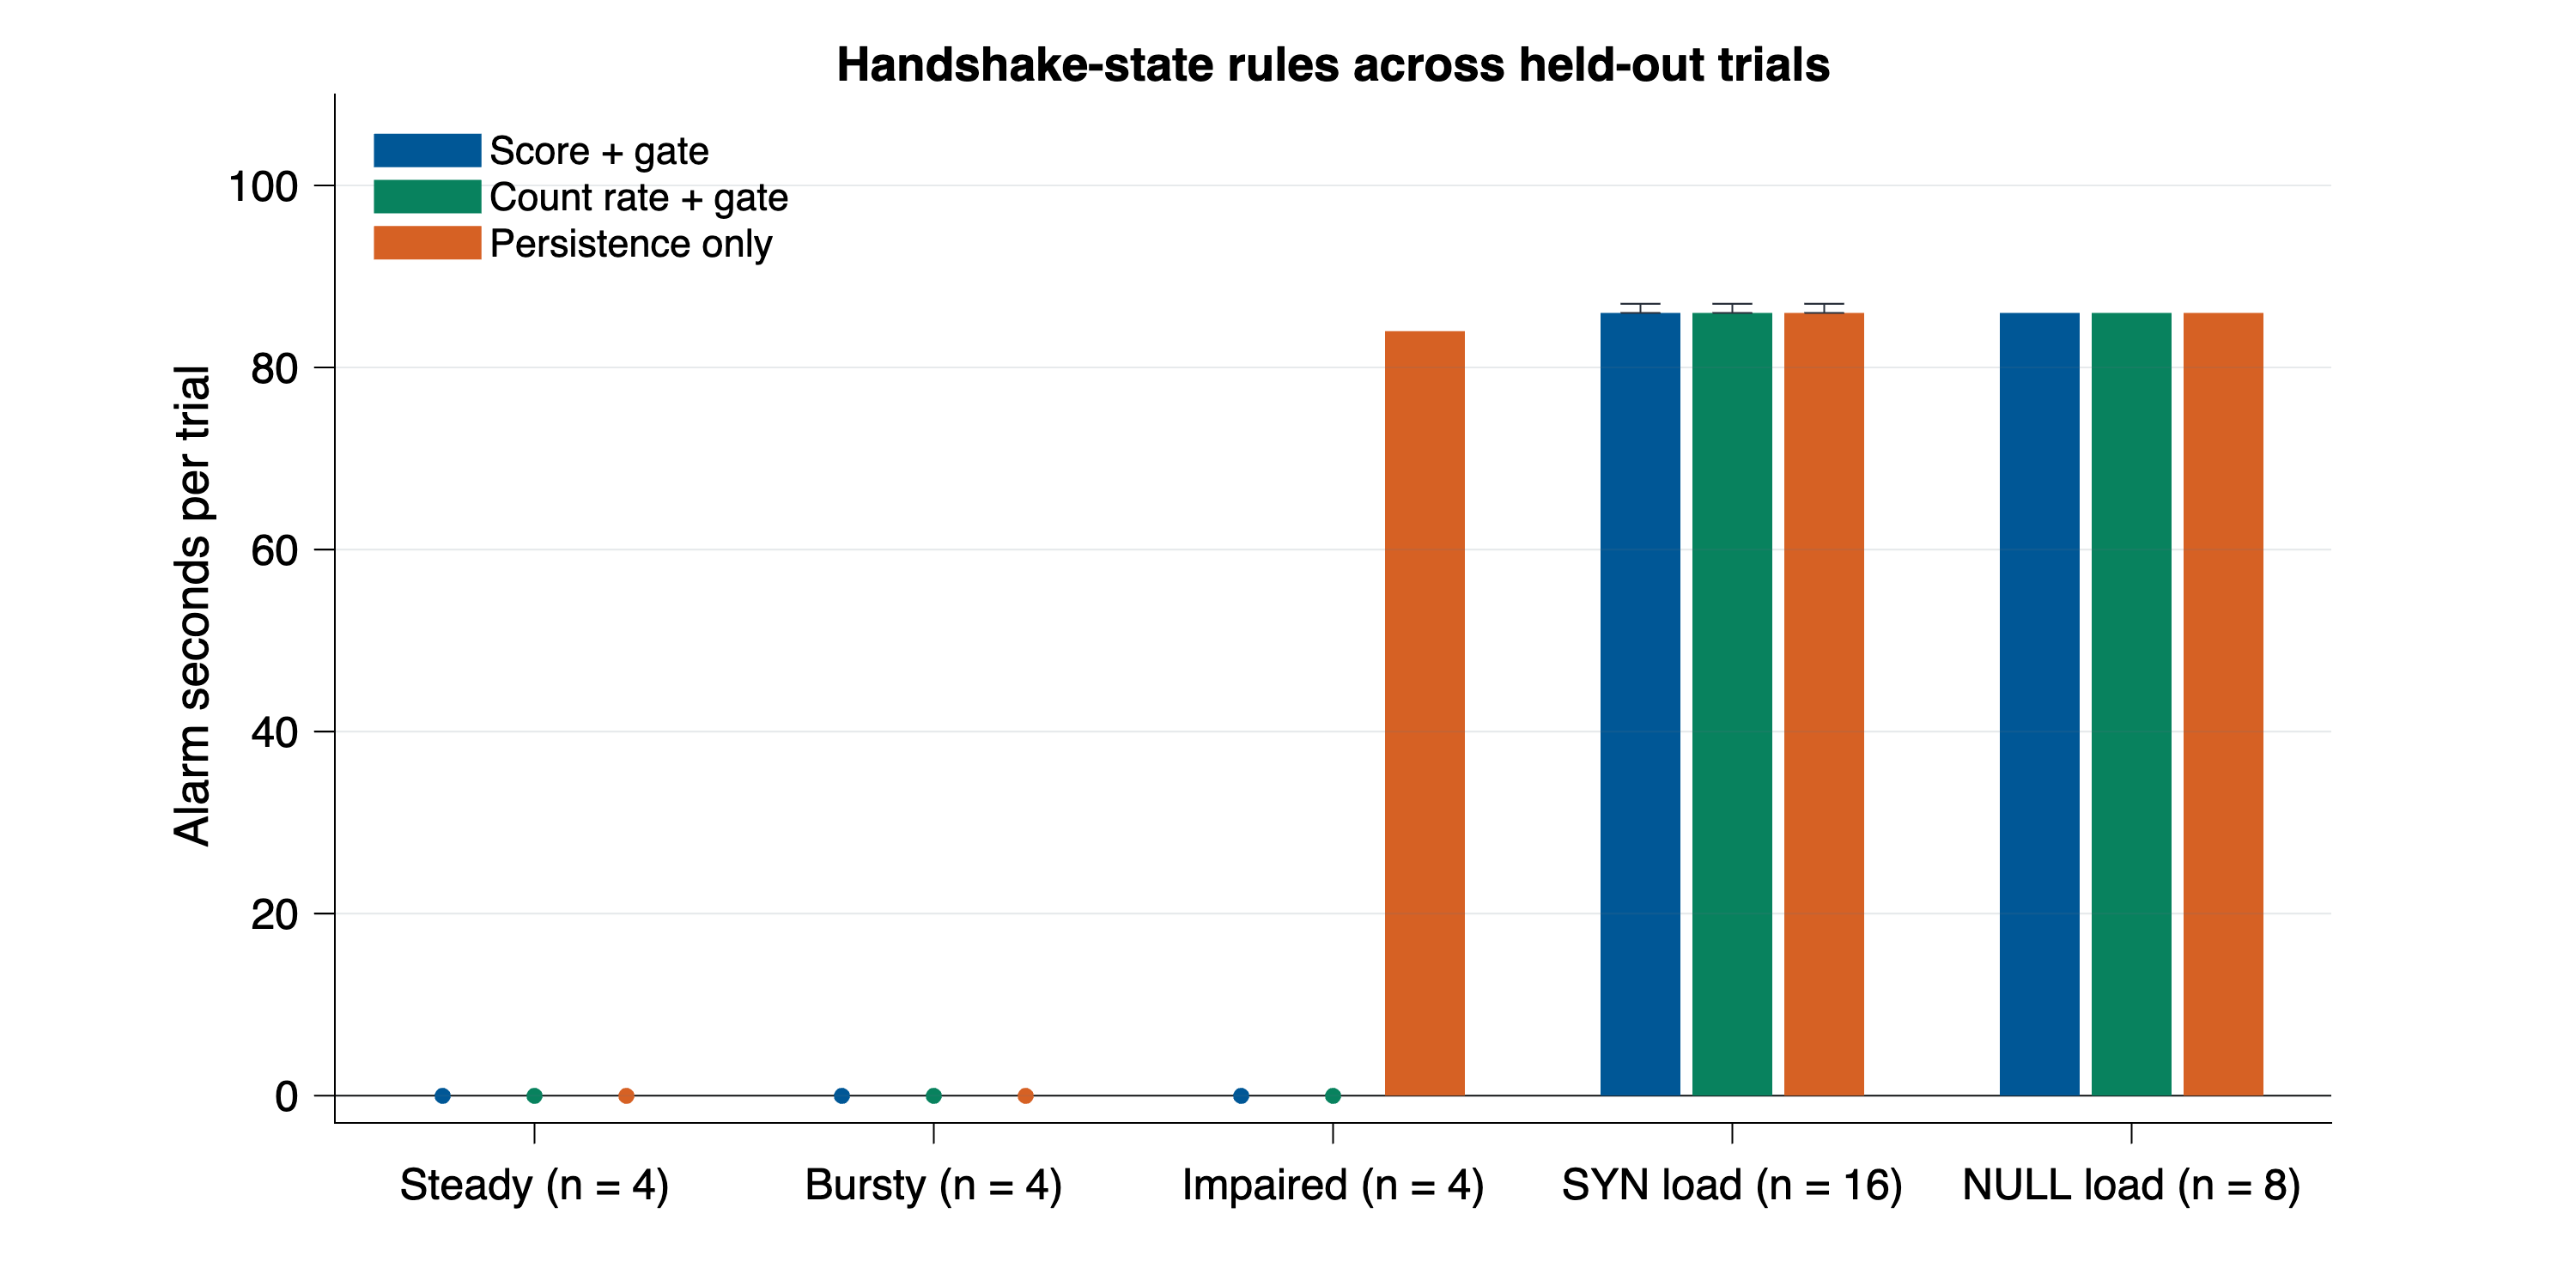 Handshake-state rules across held-out trials
Score + gate
Count rate + gate
Persistence only
Alarm seconds per trial
100
80
60
40
20
0
Steady (n = 4)
Bursty (n = 4)
Impaired (n = 4)
SYN load (n = 16)
NULL load (n = 8)